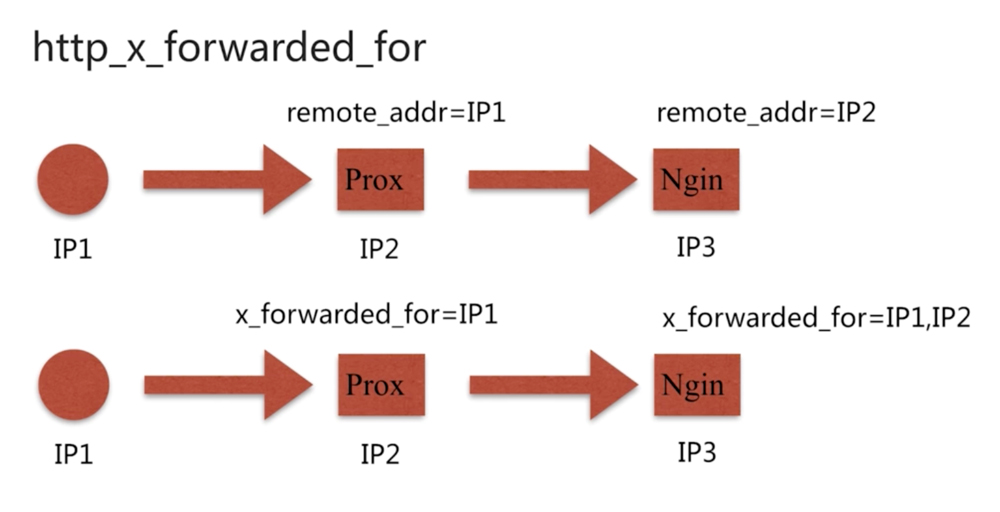 http_x_forwarded_for
remote_addr=IP1
remote_addr=IP2
Prox
Ngin
IP1
IP2
IP3
x_forwarded_for=IP1
x_forwarded_for=IP1,IP2
Prox
Ngin
IP1
IP2
IP3